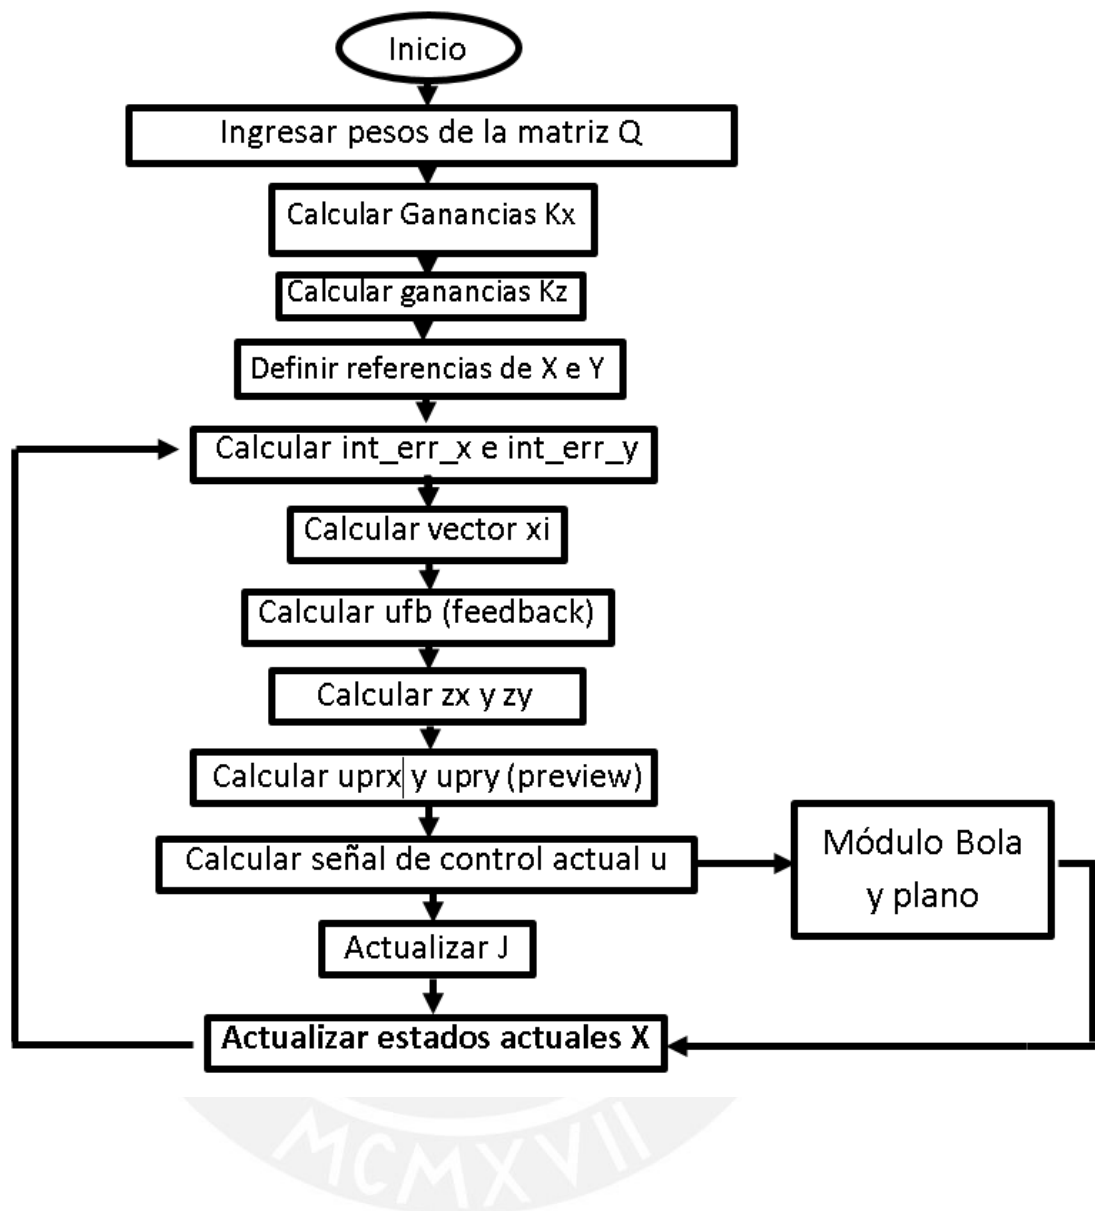 Inicio
Ingresar pesos de la matriz Q
Calcular Ganancias Kx
Calcular ganancias Kz
Definir referencias de X e Y
Calcular int_err_x e int_err_y
Calcular vector xi
Calcular ufb (feedback)
Calcular zx y zy
Calcular uprx y upry (preview)
Calcular señal de control actual u
Módulo Bola
y plano
Actualizar J
Actualizar estados actuales X
MCMXVII